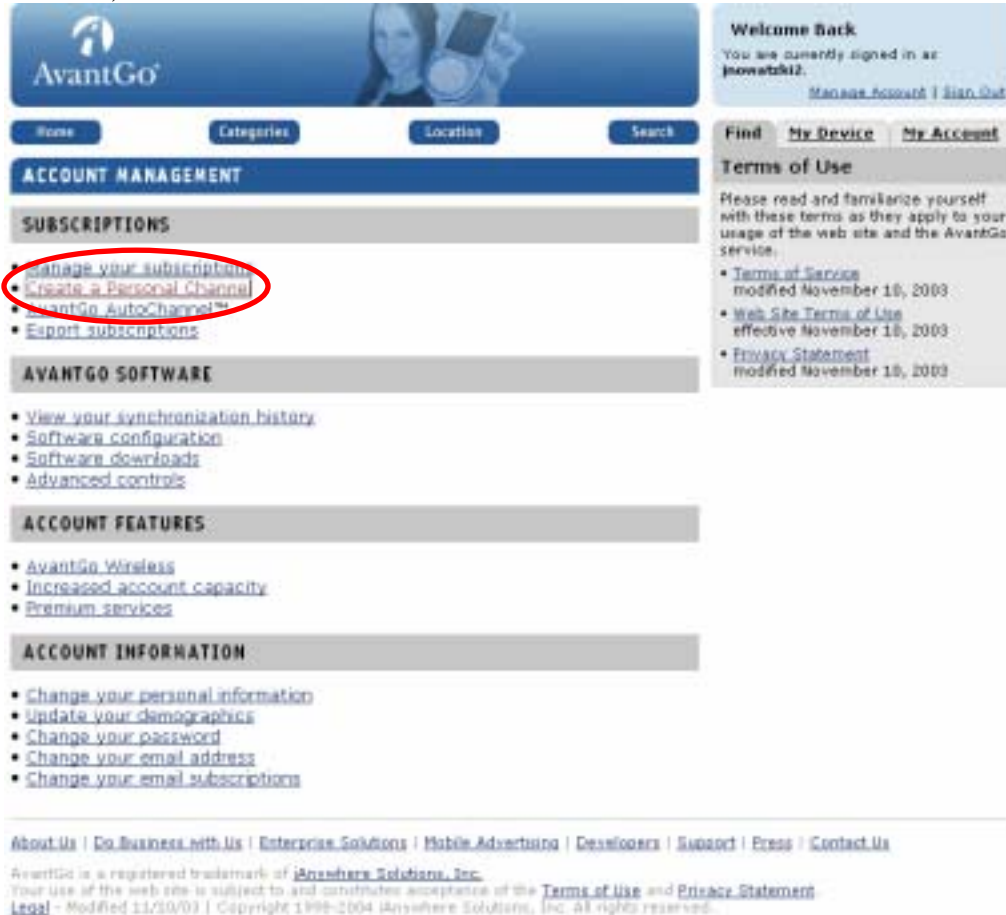 AvantGo
Welcome Back
You are currently signed in as
jnowatzki2.
Manage Account | Sign Out
Home
Categories
Location
Search
Find
My Device
My Account
ACCOUNT MANAGEMENT
SUBSCRIPTIONS
• Manage your subscriptions
• Create a Personal Channel
• AvantGo AutoChannel™
• Export subscriptions
AVANTGO SOFTWARE
• View your synchronization history
• Software configuration
• Software downloads
• Advanced controls
ACCOUNT FEATURES
• AvantGo Wireless
• Increased account capacity
• Premium services
ACCOUNT INFORMATION
• Change your personal information
• Update your demographics
• Change your password
• Change your email address
• Change your email subscriptions
Terms of Use
Please read and familiarize yourself
with these terms as they apply to your
usage of the web site and the AvantGo
service.
• Terms of Service
modified November 10, 2003
• Web Site Terms of Use
effective November 10, 2003
• Privacy Statement
modified November 10, 2003
About Us | Do Business with Us | Enterprise Solutions | Mobile Advertising | Developers | Support | Press | Contact Us
AvantGo is a registered trademark of iAnywhere Solutions, Inc.
Your use of the web site is subject to and constitutes acceptance of the Terms of Use and Privacy Statement.
Legal - Modified 11/10/03 | Copyright 1998-2004 iAnywhere Solutions, Inc. All rights reserved.